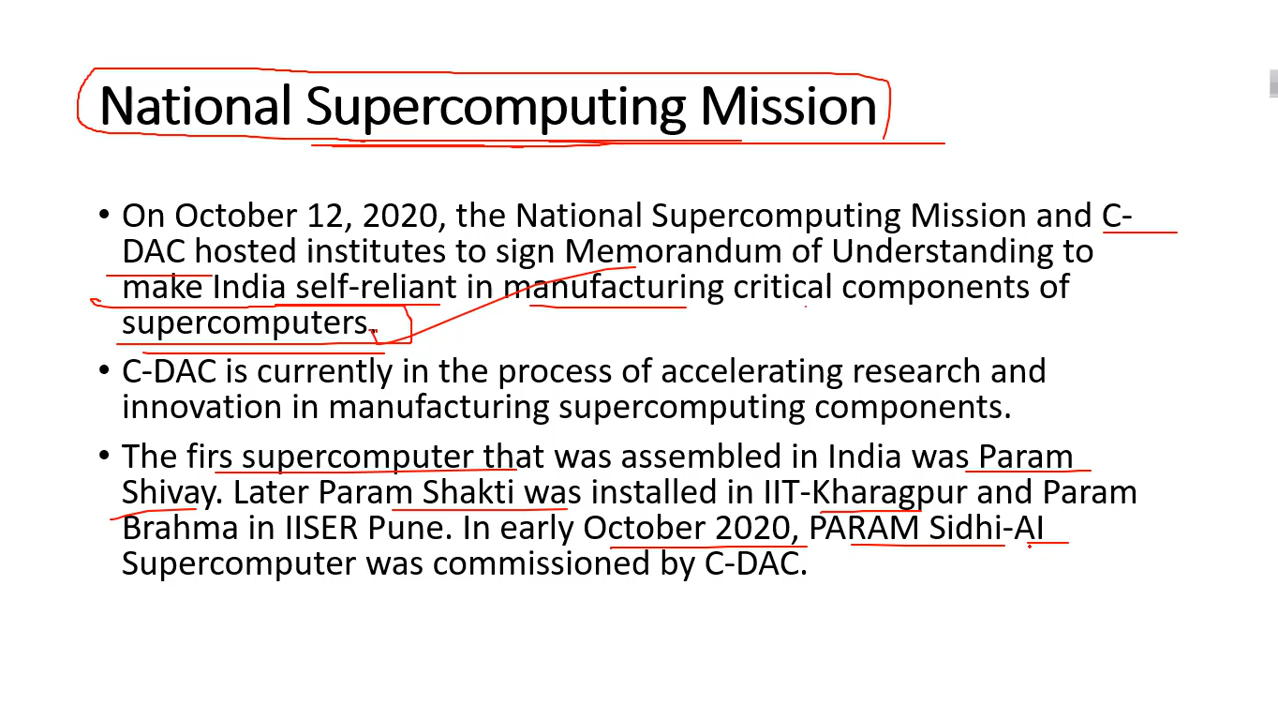 National Supercomputing Mission
• On October 12, 2020, the National Supercomputing Mission and C-
DAC hosted institutes to sign Memorandum of Understanding to
make India self-reliant in manufacturing critical components of
supercomputers.
• C-DAC is currently in the process of accelerating research and
innovation in manufacturing supercomputing components.
• The firs supercomputer that was assembled in India was Param
Shivay. Later Param Shakti was installed in IIT-Kharagpur and Param
Brahma in IISER Pune. In early October 2020, PARAM Sidhi-AI
Supercomputer was commissioned by C-DAC.